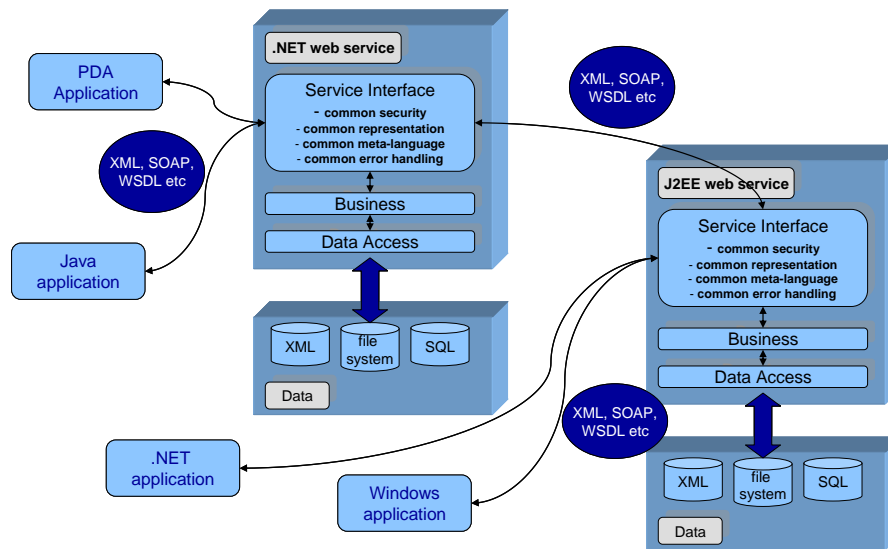 .NET web service
PDA
Application
Service Interface
- common security
- common representation
- common meta-language
- common error handling
XML, SOAP,
WSDL etc
XML, SOAP,
WSDL etc
Business
Data Access
Java
application
J2EE web service
Service Interface
- common security
- common representation
- common meta-language
- common error handling
Business
Data Access
XML
file
system
SQL
Data
XML, SOAP,
WSDL etc
.NET
application
Windows
application
XML
file
system
SQL
Data